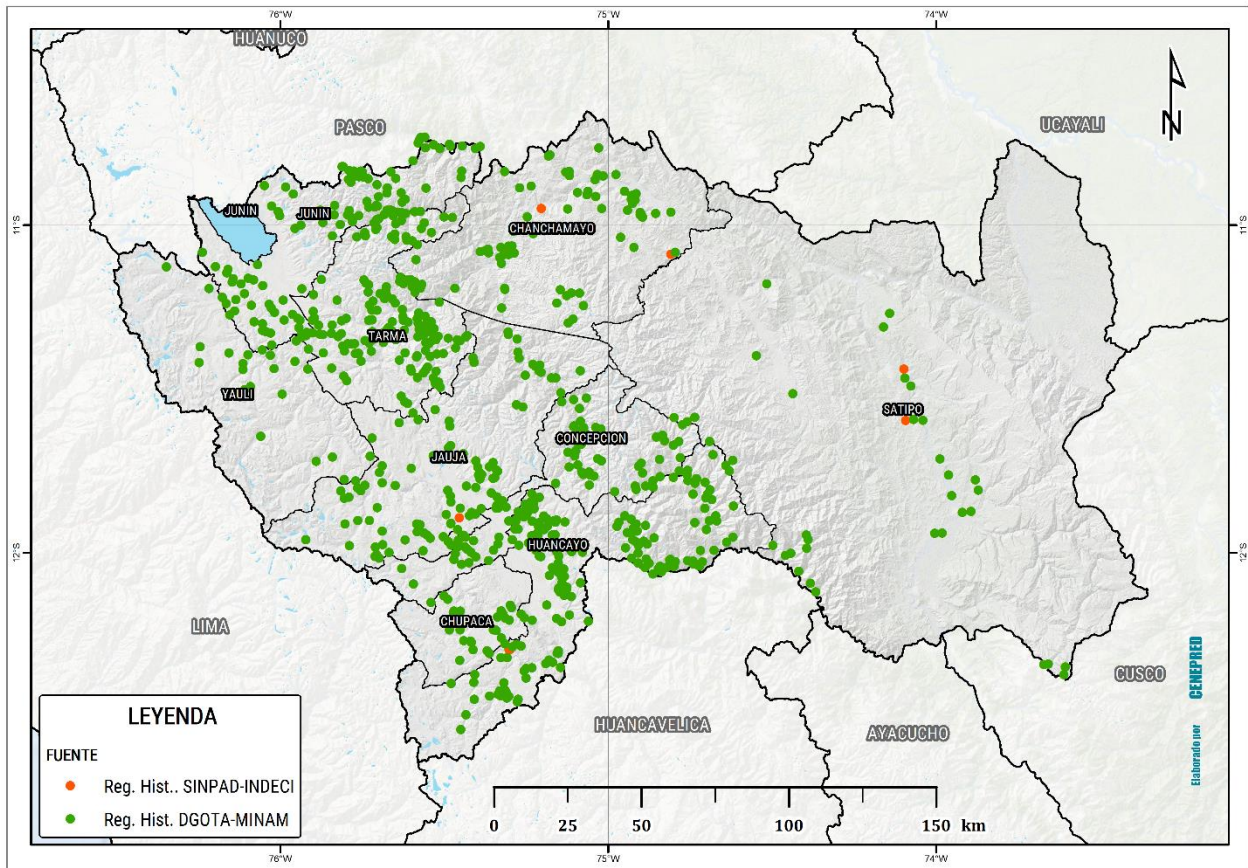 76°W
75°W
74°W
HUANUCO
PASCO
UCAYALI
N
11°S
11°S
JUNIN
JUNIN
CHANCHAMAYO
TARMA
YAULI
SATIPO
CONCEPCION
JAUJA
HUANCAYO
12°S
12°S
CHUPACA
LIMA
CUSCO
HUANCAVELICA
AYACUCHO
LEYENDA
FUENTE
Reg. Hist.. SINPAD-INDECI
Reg. Hist. DGOTA-MINAM
0 25 50 100 150 km
Elaborado por CENEPRED
76°W
75°W
74°W